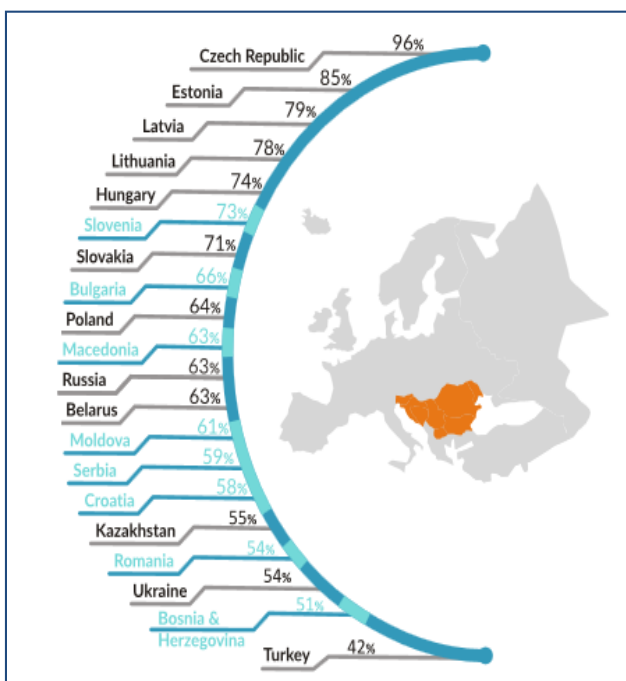 Czech Republic 96%
Estonia 85%
Latvia 79%
Lithuania 78%
Hungary 74%
Slovenia 73%
Slovakia 71%
Bulgaria 66%
Poland 64%
Macedonia 63%
Russia 63%
Belarus 63%
Moldova 61%
Serbia 59%
Croatia 58%
Kazakhstan 55%
Romania 54%
Ukraine 54%
Bosnia & 51%
Herzegovina
Turkey 42%